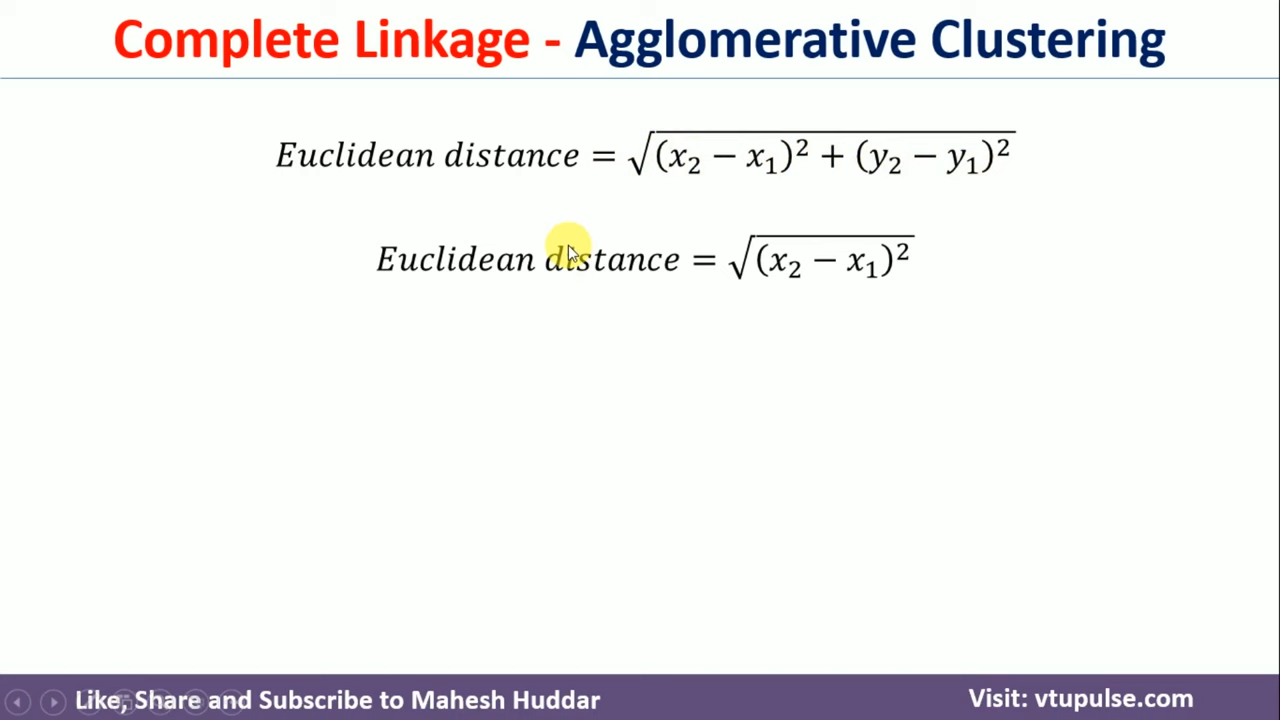 Complete Linkage - Agglomerative Clustering
Euclidean distance = √(x₂ − x₁)² + (y₂ − y₁)²
Euclidean distance = √(x₂ − x₁)²
Like, Share and Subscribe to Mahesh Huddar
Visit: vtupulse.com